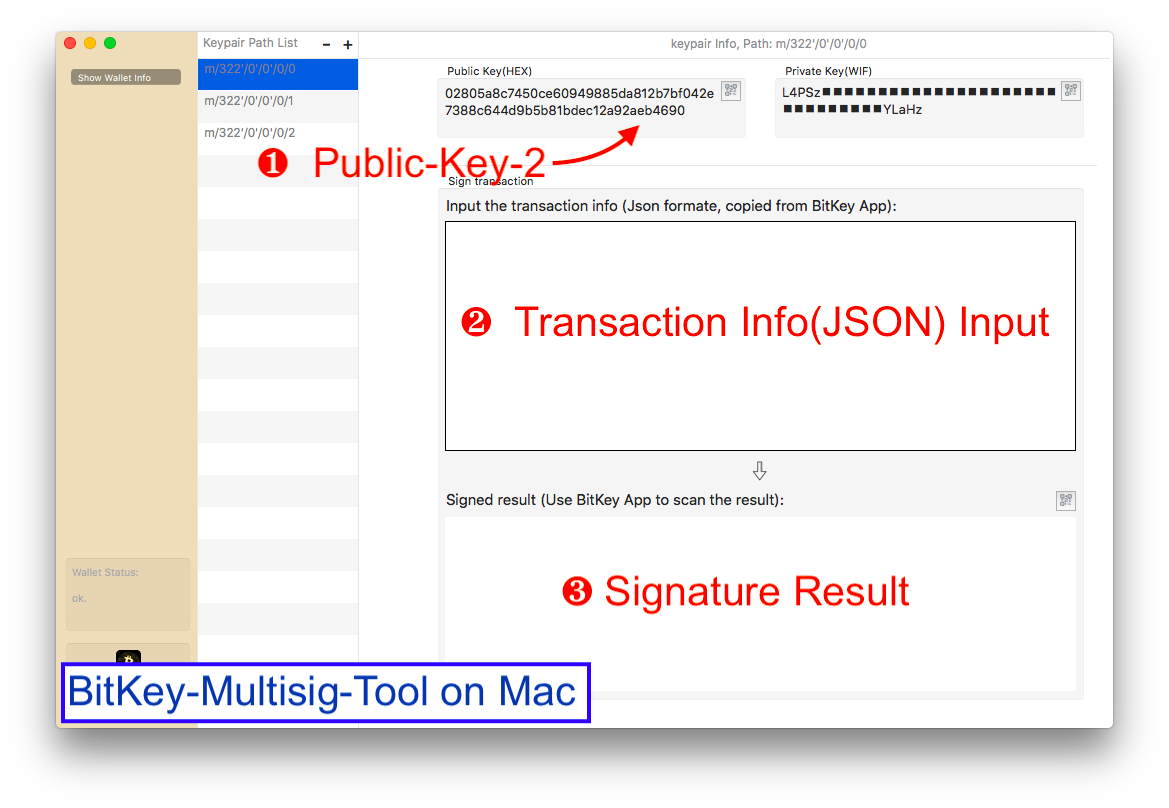 Keypair Path List - +
keypair Info, Path: m/322'/0'/0'/0/0
Show Wallet Info
m/322'/0'/0'/0/0
m/322'/0'/0'/0/1
m/322'/0'/0'/0/2
Public Key(HEX)
02805a8c7450ce60949885da812b7bf042e
7388c644d9b5b81bdec12a92aeb4690
Private Key(WIF)
L4PSz■■■■■■■■■■■■■■■■■■■■
■■■■■■■■■YLaHz
❶ Public-Key-2
Sign transaction
Input the transaction info (Json formate, copied from BitKey App):
❷ Transaction Info(JSON) Input
Signed result (Use BitKey App to scan the result):
❸ Signature Result
Wallet Status:
ok.
BitKey-Multisig-Tool on Mac